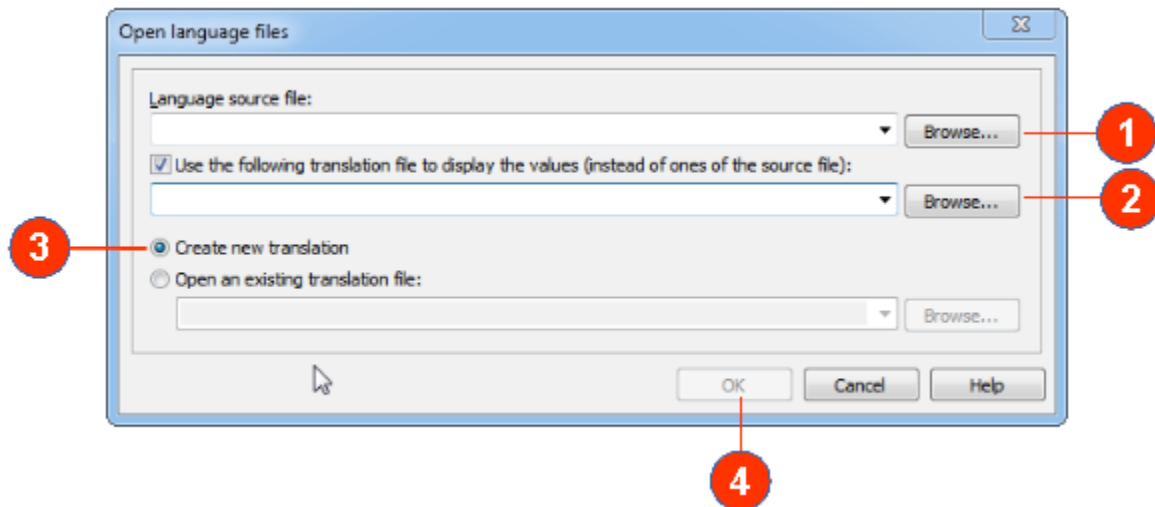 Open language files
Language source file:
Browse...
1
Use the following translation file to display the values (instead of ones of the source file):
Browse...
2
3
Create new translation
Open an existing translation file:
Browse...
OK
Cancel
Help
4